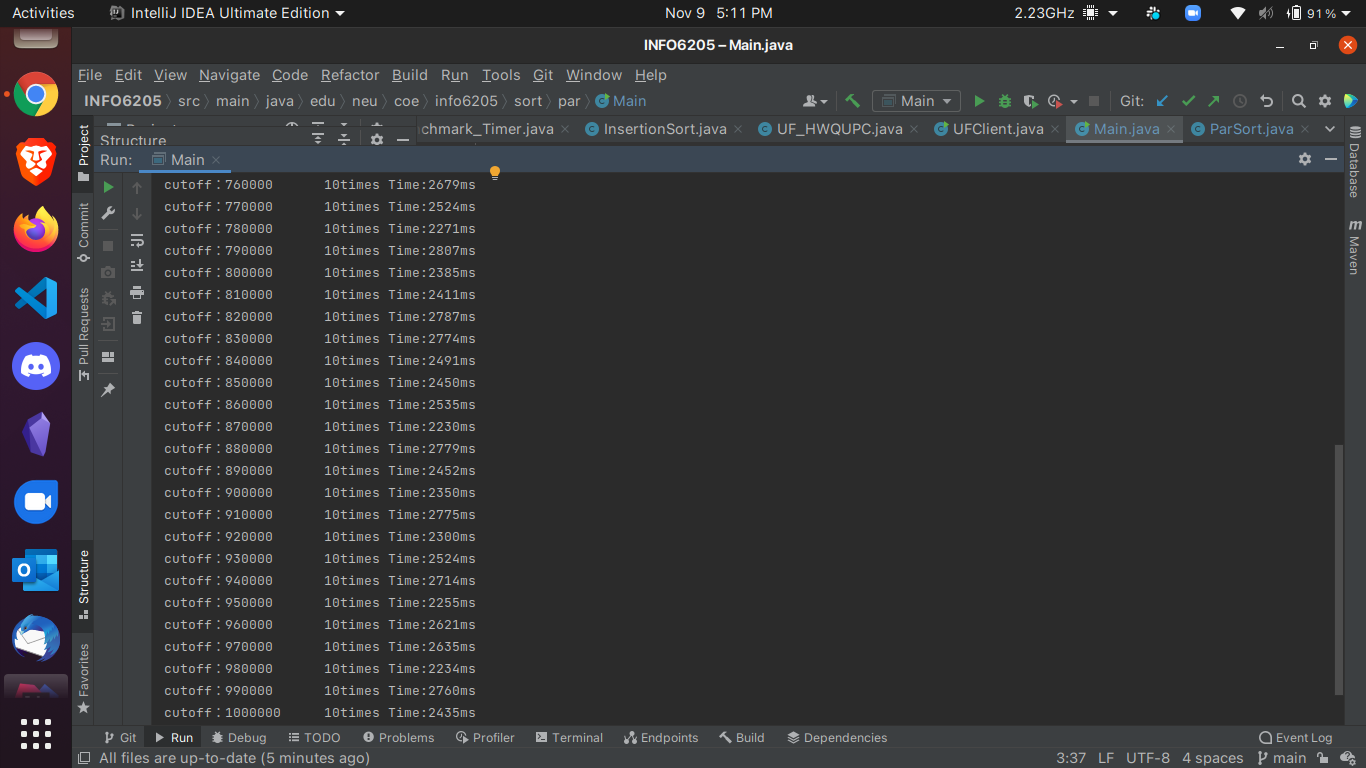 Activities IntelliJ IDEA Ultimate Edition Nov 9 5:11 PM 2.23GHz 91%
INFO6205 – Main.java
File Edit View Navigate Code Refactor Build Run Tools Git Window Help
INFO6205 src main java edu neu coe info6205 sort par Main Main Git:
chmark_Timer.java InsertionSort.java UF_HWQUPC.java UFClient.java Main.java ParSort.java
Structure
Run: Main
cutoff：760000 10times Time:2679ms
cutoff：770000 10times Time:2524ms
cutoff：780000 10times Time:2271ms
cutoff：790000 10times Time:2807ms
cutoff：800000 10times Time:2385ms
cutoff：810000 10times Time:2411ms
cutoff：820000 10times Time:2787ms
cutoff：830000 10times Time:2774ms
cutoff：840000 10times Time:2491ms
cutoff：850000 10times Time:2450ms
cutoff：860000 10times Time:2535ms
cutoff：870000 10times Time:2230ms
cutoff：880000 10times Time:2779ms
cutoff：890000 10times Time:2452ms
cutoff：900000 10times Time:2350ms
cutoff：910000 10times Time:2775ms
cutoff：920000 10times Time:2300ms
cutoff：930000 10times Time:2524ms
cutoff：940000 10times Time:2714ms
cutoff：950000 10times Time:2255ms
cutoff：960000 10times Time:2621ms
cutoff：970000 10times Time:2635ms
cutoff：980000 10times Time:2234ms
cutoff：990000 10times Time:2760ms
cutoff：1000000 10times Time:2435ms
Project
Commit
Pull Requests
Structure
Favorites
Database
m Maven
Git Run Debug TODO Problems Profiler Terminal Endpoints Build Dependencies Event Log
All files are up-to-date (5 minutes ago) 3:37 LF UTF-8 4 spaces main